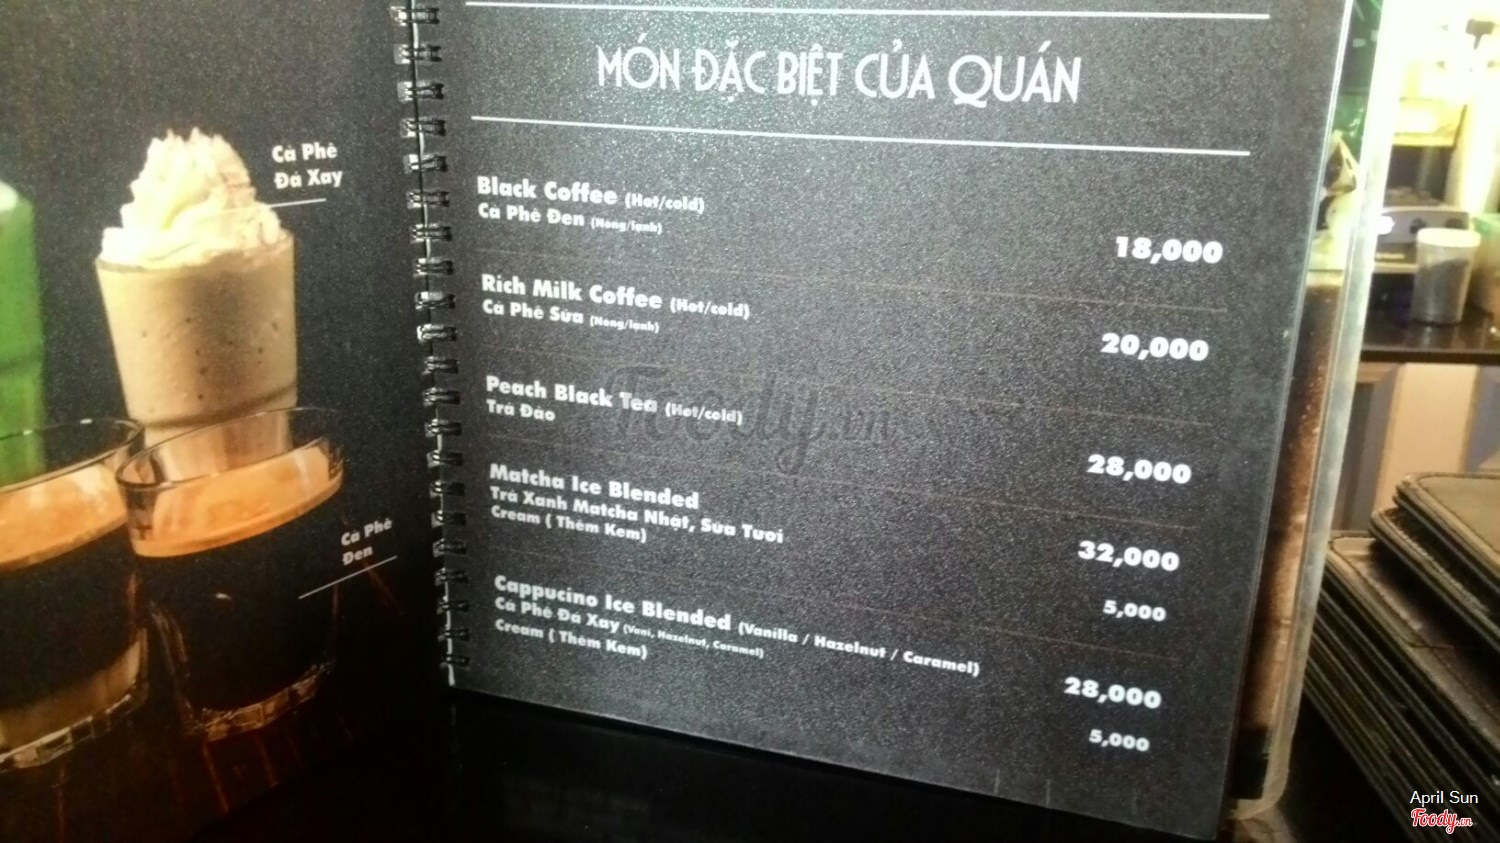 Cà Phê
Đá Xay
Cà Phê
Đen
MÓN ĐẶC BIỆT CỦA QUÁN
Black Coffee (Hot/cold)
Cà Phê Đen (Nong/lạnh)
18,000
Rich Milk Coffee (Hot/cold)
Cà Phê Sữa (Nong/lạnh)
20,000
Peach Black Tea (Hot/cold)
Trà Đào
28,000
Matcha Ice Blended
Trà Xanh Matcha Nhật, Sữa Tươi
32,000
Cream ( Thêm Kem)
5,000
Cappucino Ice Blended (Vanilla / Hazelnut / Caramel)
Cà Phê Đá Xay (Vani, Hazelnut, Caramel)
28,000
Cream ( Thêm Kem)
5,000
Foody.vn
April Sun
Foody.vn